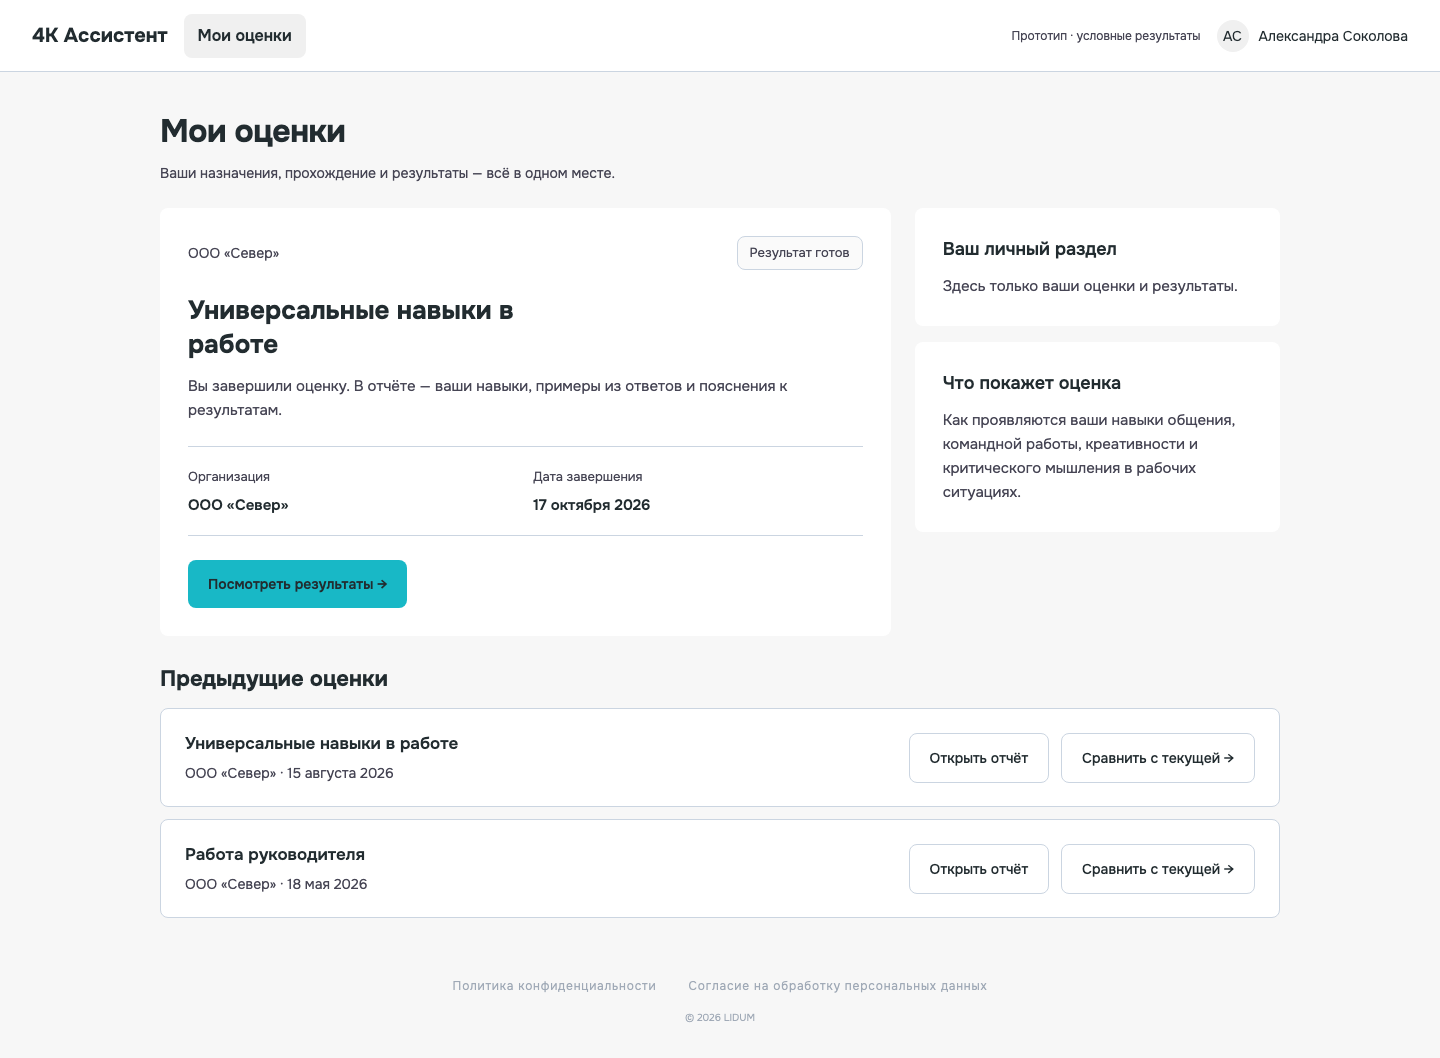 4K Ассистент
Мои оценки
Прототип · условные результаты
АС
Александра Соколова
Мои оценки
Ваши назначения, прохождение и результаты — всё в одном месте.
ООО «Север»
Результат готов
Универсальные навыки в
работе
Вы завершили оценку. В отчёте — ваши навыки, примеры из ответов и пояснения к
результатам.
Организация
ООО «Север»
Дата завершения
17 октября 2026
Посмотреть результаты →
Ваш личный раздел
Здесь только ваши оценки и результаты.
Что покажет оценка
Как проявляются ваши навыки общения,
командной работы, креативности и
критического мышления в рабочих
ситуациях.
Предыдущие оценки
Универсальные навыки в работе
ООО «Север» · 15 августа 2026
Открыть отчёт
Сравнить с текущей →
Работа руководителя
ООО «Север» · 18 мая 2026
Открыть отчёт
Сравнить с текущей →
Политика конфиденциальности
Согласие на обработку персональных данных
© 2026 LIDUM